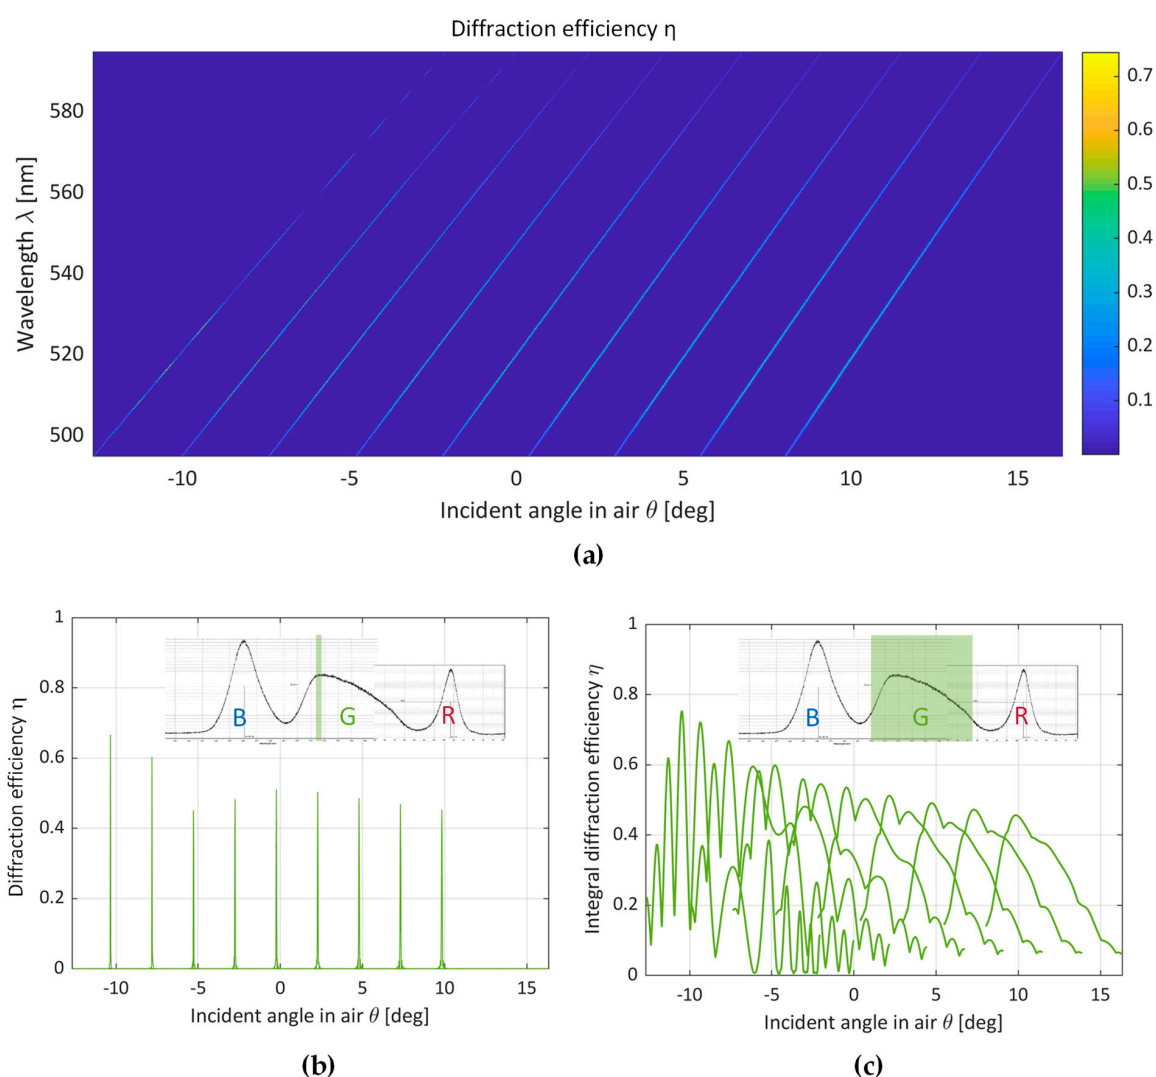 Diffraction efficiency η
Wavelength λ [nm]
580
560
540
520
500
-10
-5
0
5
10
15
Incident angle in air θ [deg]
0.7
0.6
0.5
0.4
0.3
0.2
0.1
(a)
Diffraction efficiency η
1
0.8
0.6
0.4
0.2
0
-10
-5
0
5
10
15
B
G
R
Incident angle in air θ [deg]
(b)
Integral diffraction efficiency η
1
0.8
0.6
0.4
0.2
0
-10
-5
0
5
10
15
B
G
R
Incident angle in air θ [deg]
(c)